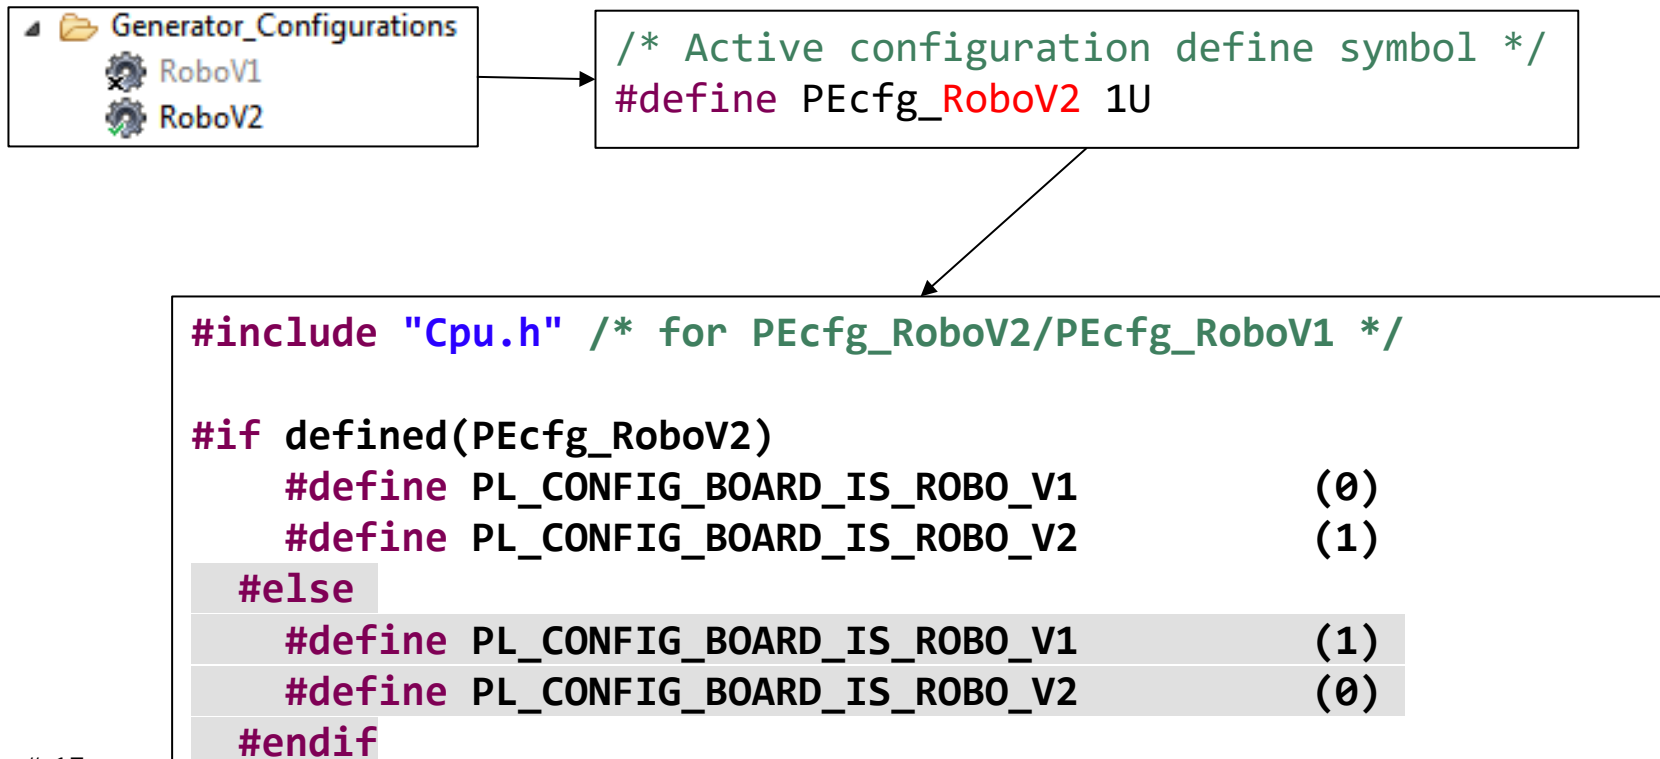 Generator_Configurations
RoboV1
RoboV2
/* Active configuration define symbol */
#define PEcfg_RoboV2 1U
#include "Cpu.h" /* for PEcfg_RoboV2/PEcfg_RoboV1 */
#if defined(PEcfg_RoboV2)
#define PL_CONFIG_BOARD_IS_ROBO_V1 (0)
#define PL_CONFIG_BOARD_IS_ROBO_V2 (1)
#else
#define PL_CONFIG_BOARD_IS_ROBO_V1 (1)
#define PL_CONFIG_BOARD_IS_ROBO_V2 (0)
#endif